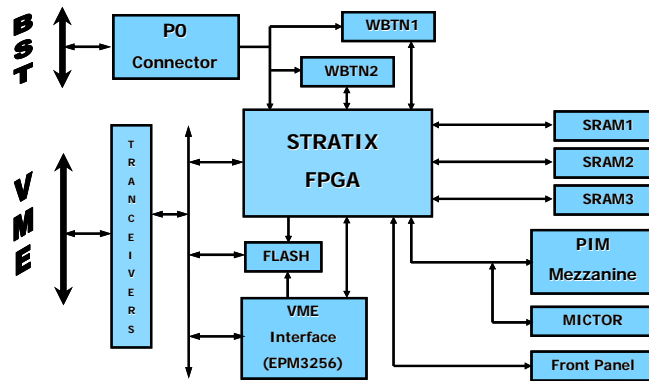 BST
P0
Connector
WBTN1
WBTN2
VME
TRANCEIVERS
STRATIX
FPGA
SRAM1
SRAM2
SRAM3
FLASH
PIM
Mezzanine
VME
Interface
(EPM3256)
MICTOR
Front Panel